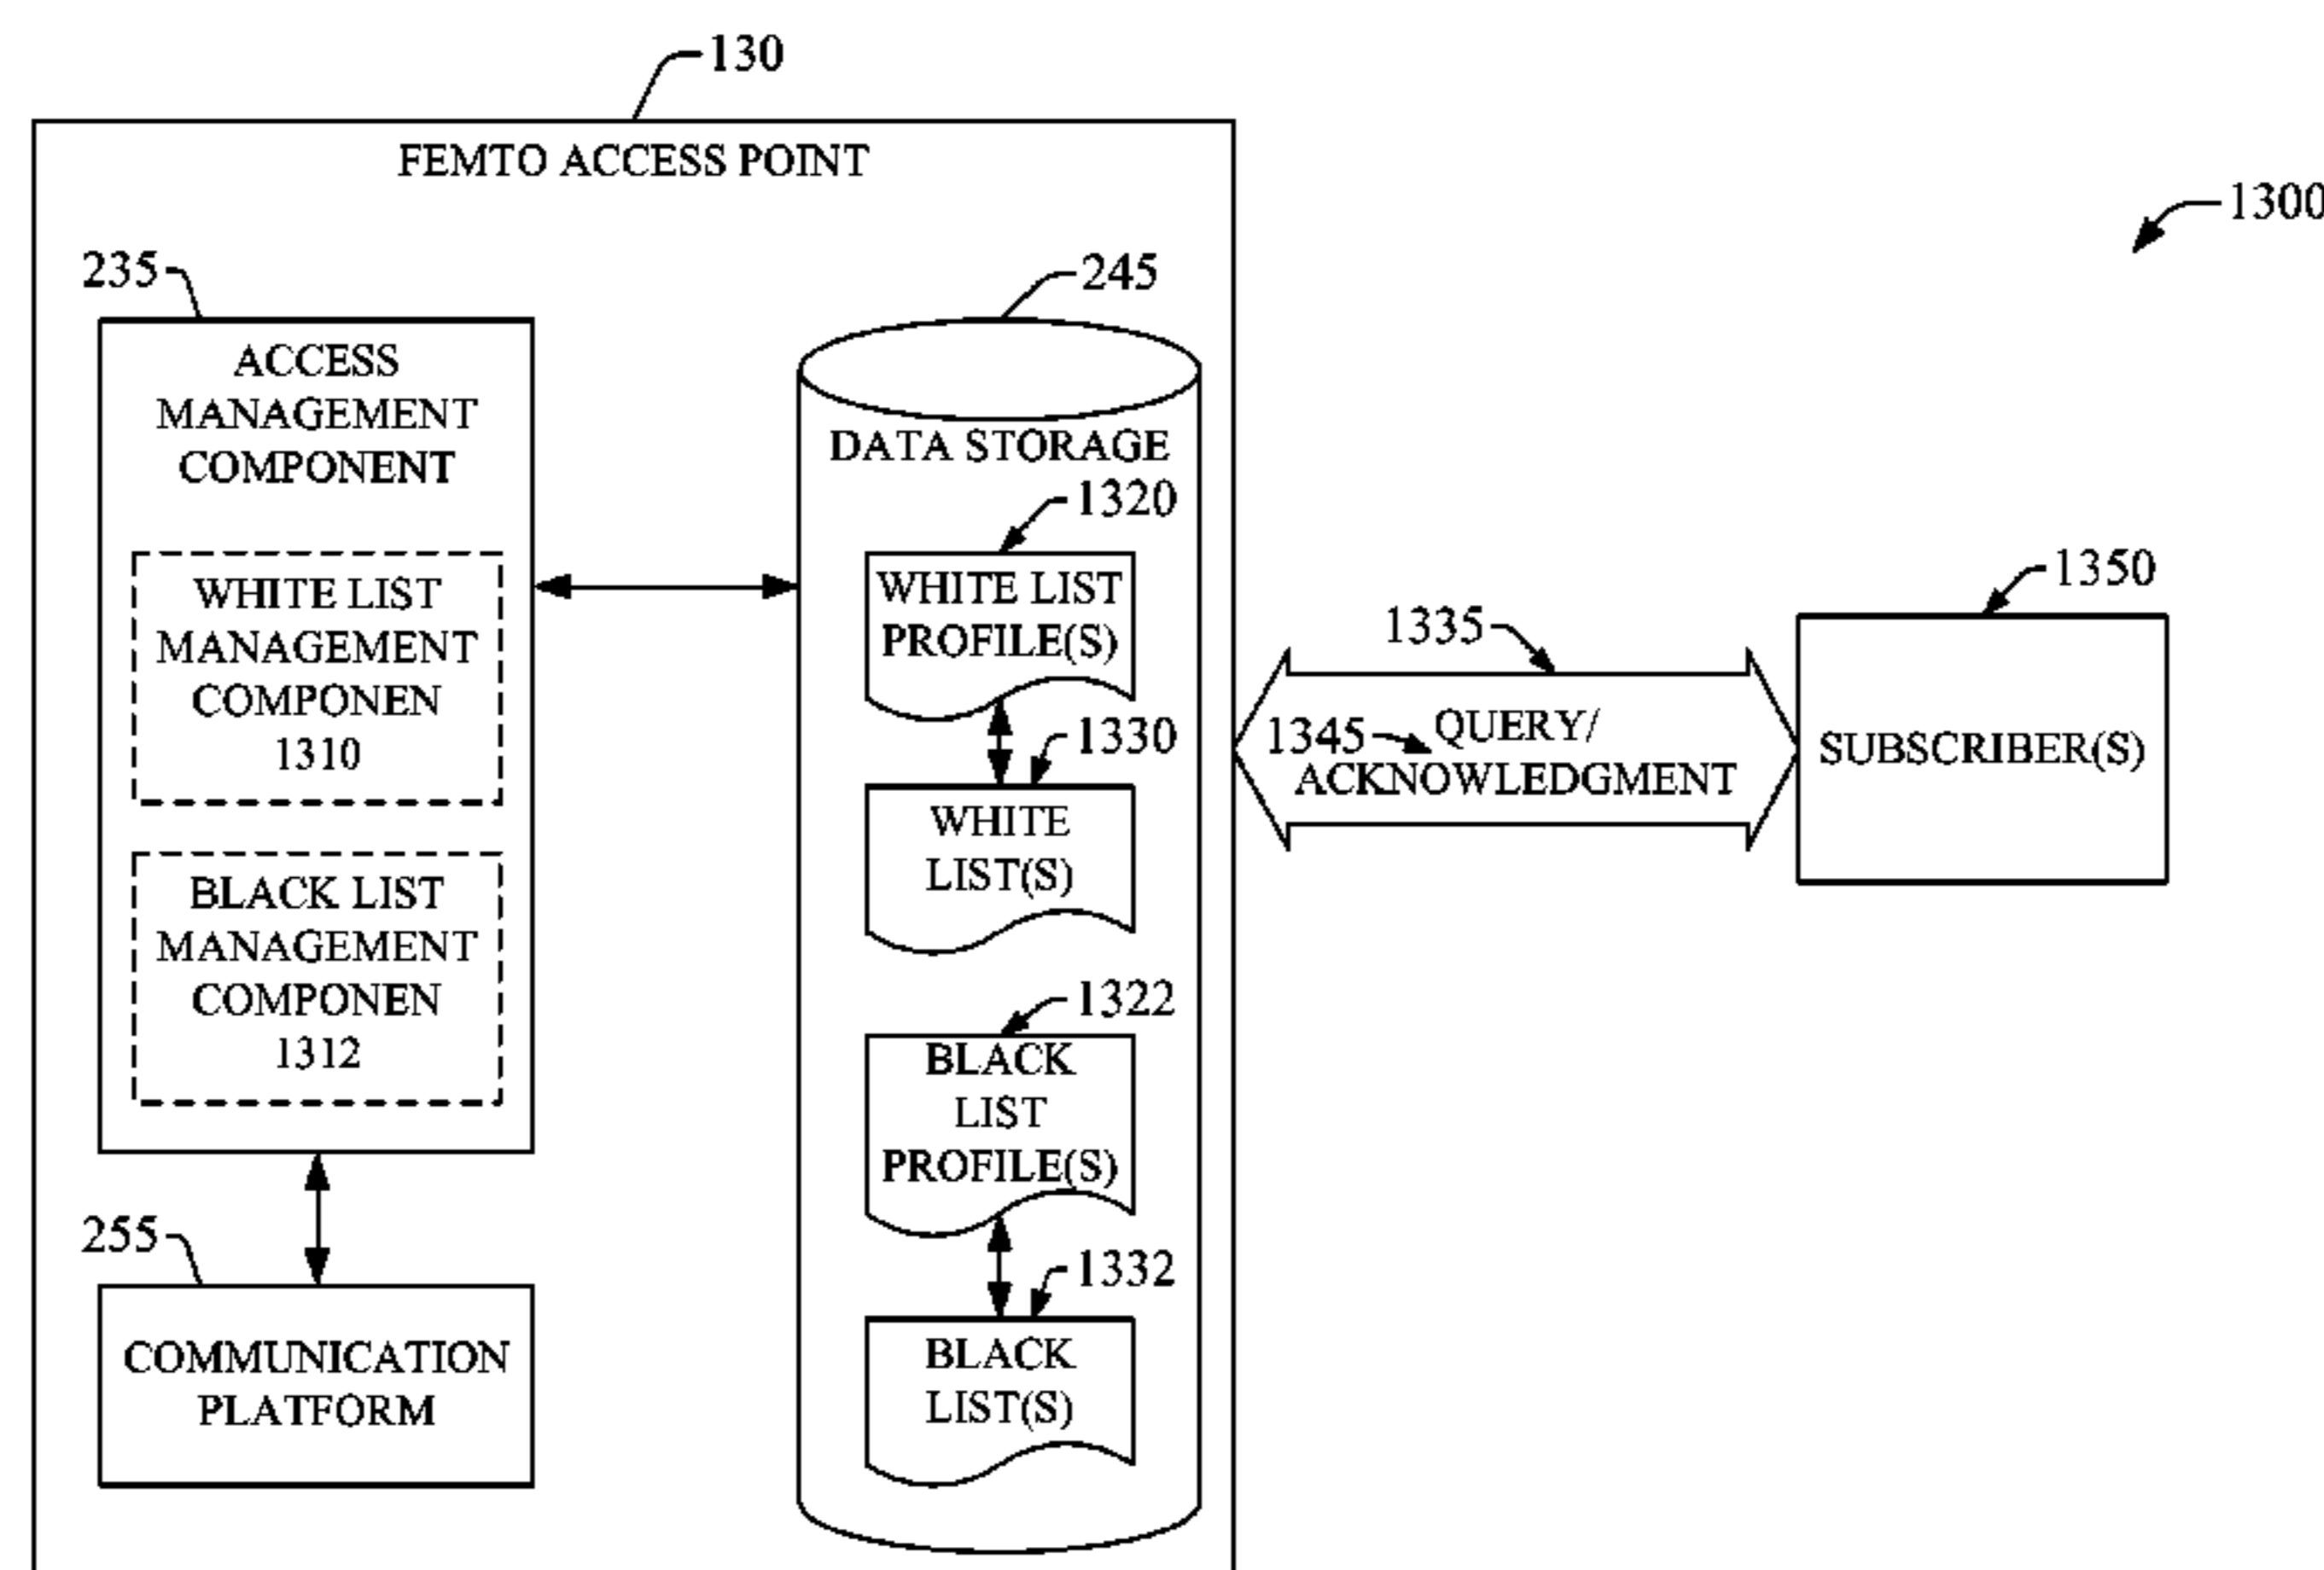 130
FEMTO ACCESS POINT
1300
235
245
ACCESS
MANAGEMENT
COMPONENT
DATA STORAGE
1320
WHITE LIST
MANAGEMENT
COMPONEN
1310
WHITE LIST
PROFILE(S)
1350
1335
1330
1345
QUERY/
ACKNOWLEDGMENT
SUBSCRIBER(S)
WHITE
LIST(S)
BLACK LIST
MANAGEMENT
COMPONEN
1312
1322
BLACK
LIST
PROFILE(S)
255
1332
COMMUNICATION
PLATFORM
BLACK
LIST(S)